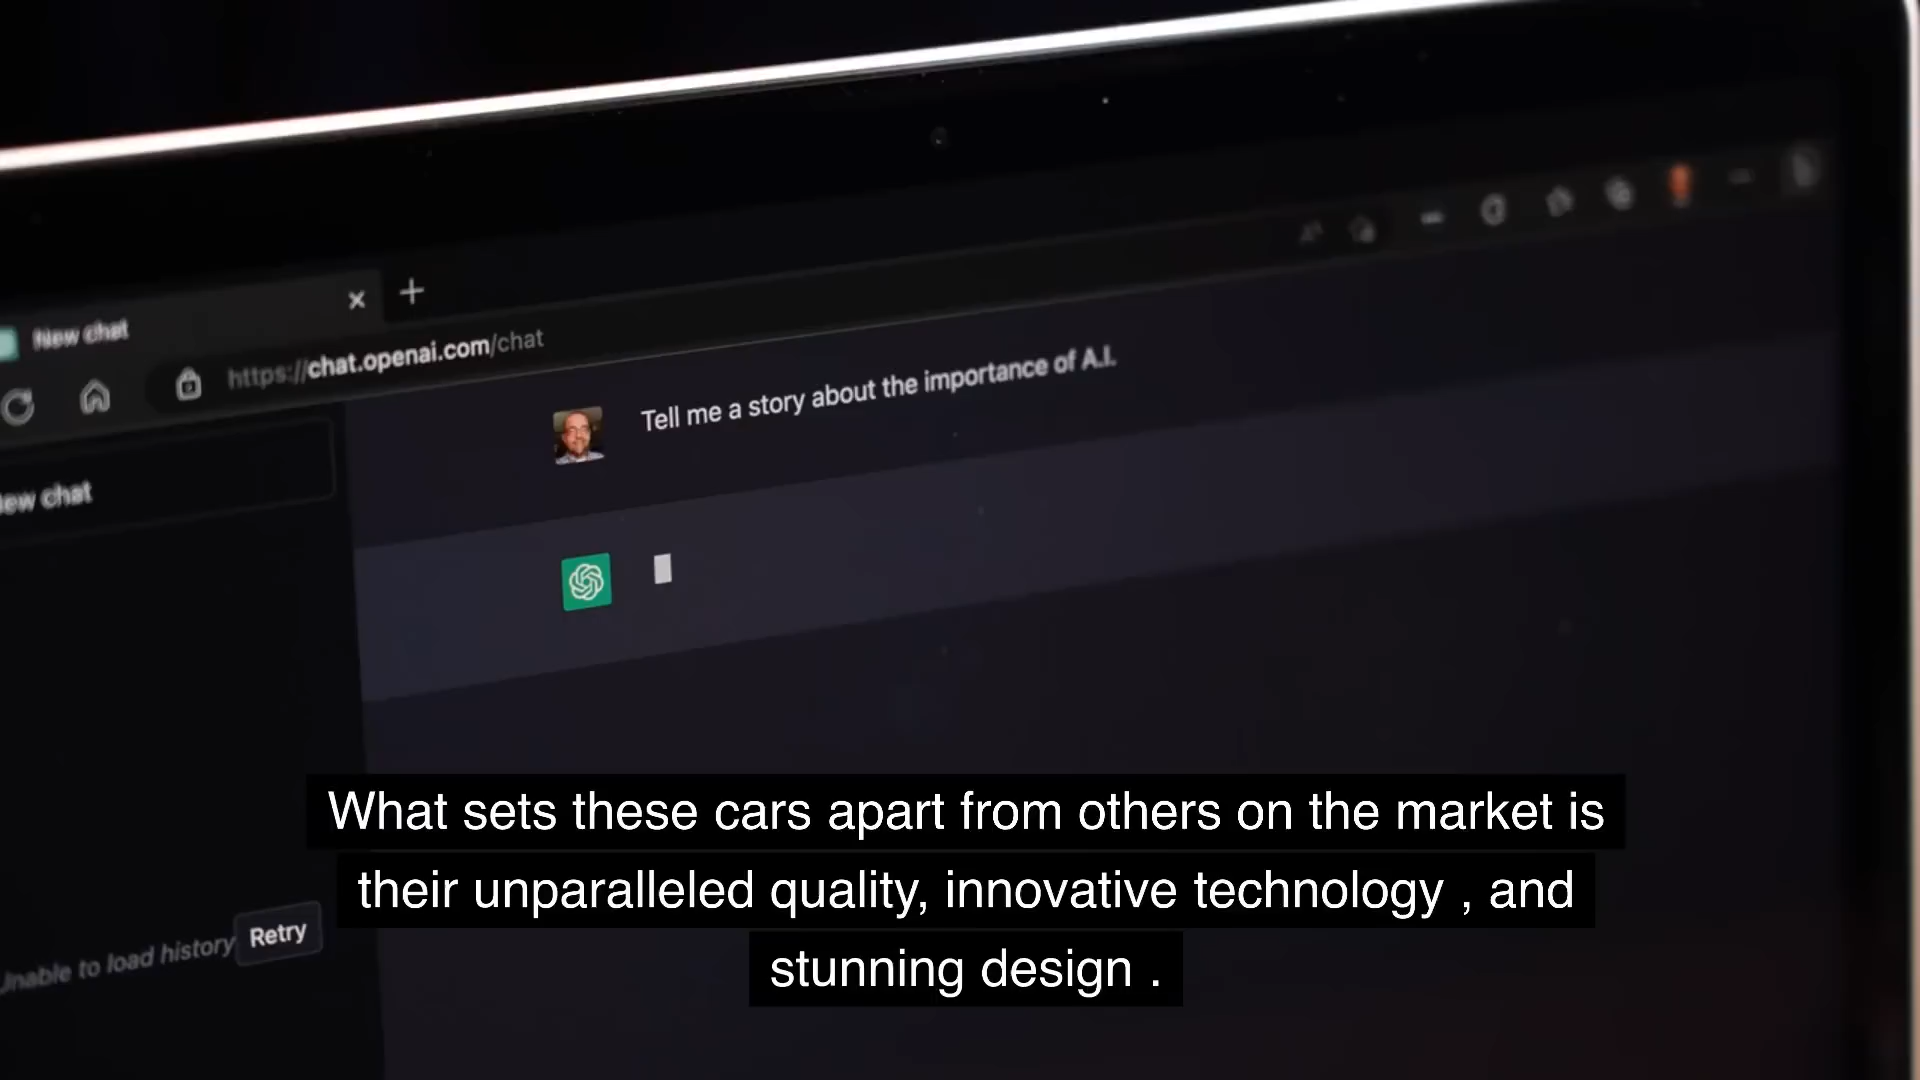 New chat
https://chat.openai.com/chat
Tell me a story about the importance of A.I.
New chat
Unable to load history
Retry
What sets these cars apart from others on the market is
their unparalleled quality, innovative technology , and
stunning design .